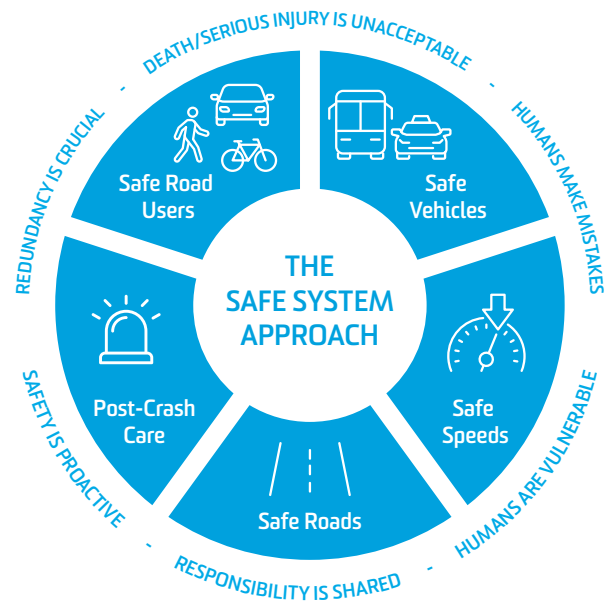 DEATH/SERIOUS INJURY IS UNACCEPTABLE
-
HUMANS MAKE MISTAKES
HUMANS ARE VULNERABLE
-
RESPONSIBILITY IS SHARED
-
SAFETY IS PROACTIVE
REDUNDANCY IS CRUCIAL
-
-
Safe Road
Users
Safe
Vehicles
THE
SAFE SYSTEM
APPROACH
Post-Crash
Care
Safe
Speeds
Safe Roads